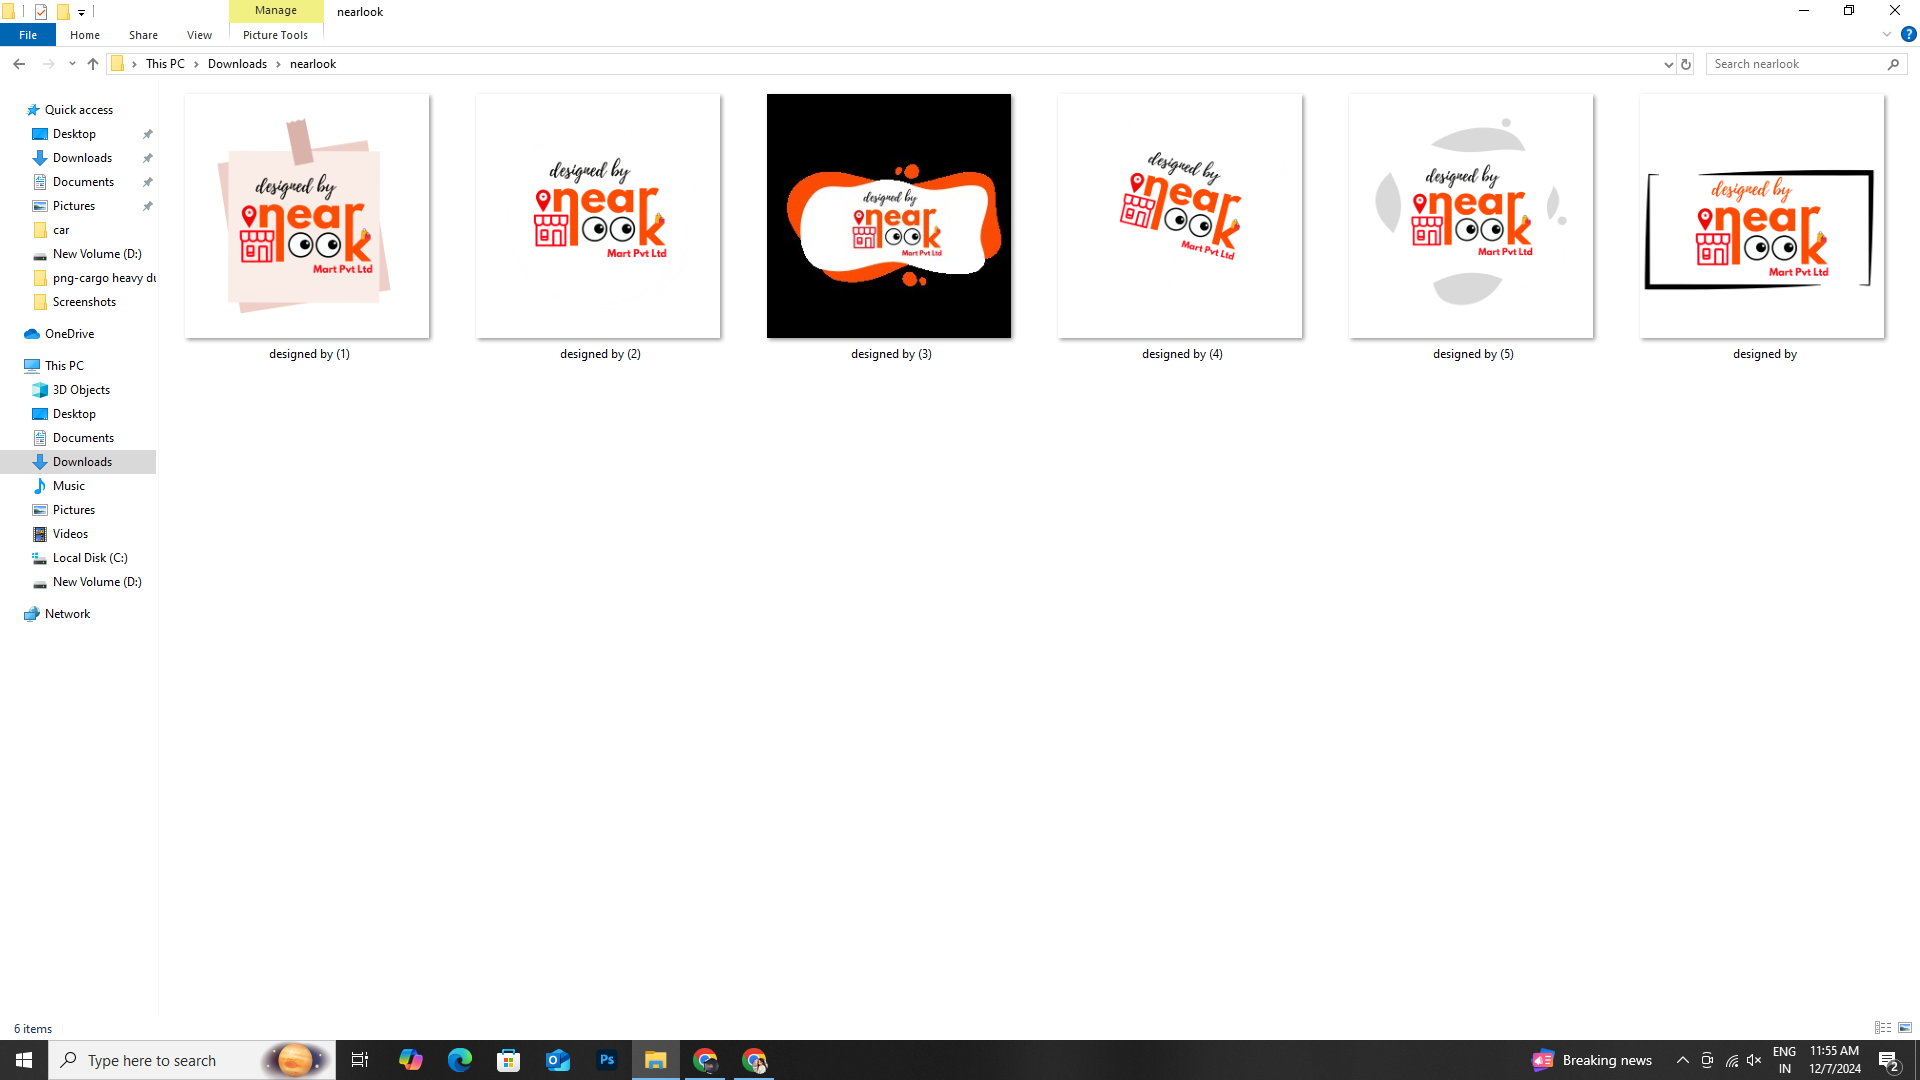 Manage
nearlook
File
Home
Share
View
Picture Tools
This PC
Downloads
nearlook
Search nearlook
Quick access
Desktop
Downloads
Documents
Pictures
car
New Volume (D:)
png-cargo heavy du
Screenshots
OneDrive
This PC
3D Objects
Desktop
Documents
Downloads
Music
Pictures
Videos
Local Disk (C:)
New Volume (D:)
Network
designed by
near
look
Mart Pvt Ltd
designed by (1)
designed by
near
look
Mart Pvt Ltd
designed by (2)
designed by
near
look
Mart Pvt Ltd
designed by (3)
designed by
near
look
Mart Pvt Ltd
designed by (4)
designed by
near
look
Mart Pvt Ltd
designed by (5)
designed by
near
look
Mart Pvt Ltd
designed by
6 items
Type here to search
Ps
Breaking news
ENG
IN
11:55 AM
12/7/2024
2